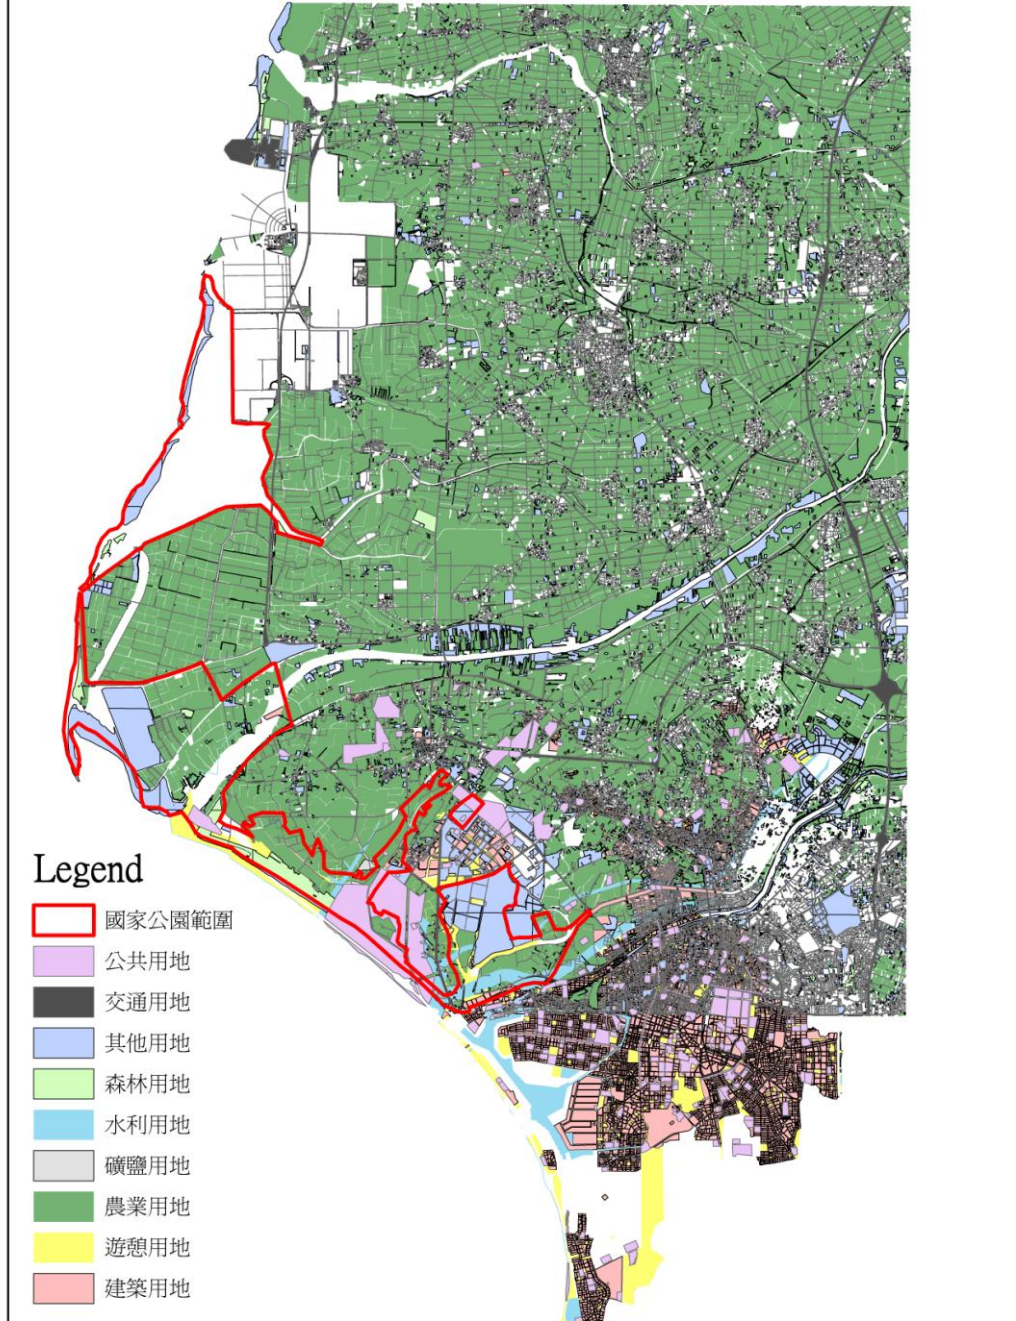 Legend
國家公園範圍
公共用地
交通用地
其他用地
森林用地
水利用地
礦鹽用地
農業用地
遊憩用地
建築用地